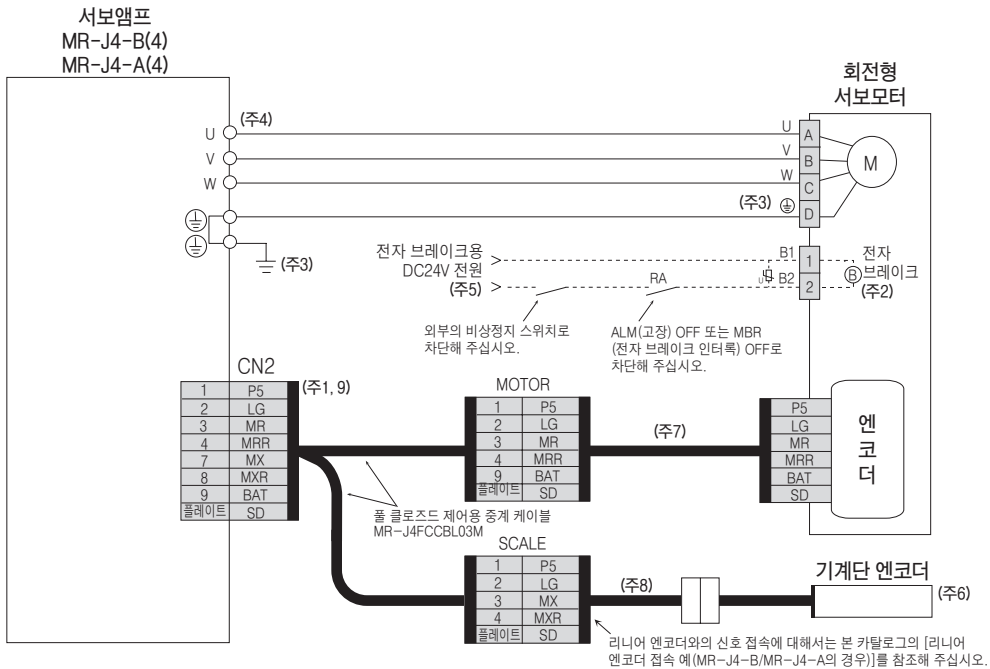 서보앰프
MR-J4-B(4)
MR-J4-A(4)
회전형
서보모터
U (주4) U A
V V B M
W W C
(주3) D
(주3)
전자 브레이크용
DC24V 전원
(주5)
RA
B1 1
U B2 2
B
전자
브레이크
(주2)
외부의 비상정지 스위치로
차단해 주십시오.
ALM(고장) OFF 또는 MBR
(전자 브레이크 인터록) OFF로
차단해 주십시오.
CN2
(주1, 9)
1 P5
2 LG
3 MR
4 MRR
7 MX
8 MXR
9 BAT
플레이트 SD
MOTOR
1 P5
2 LG
3 MR
4 MRR
9 BAT
플레이트 SD
(주7)
P5
LG
MR
MRR
BAT
SD
엔코더
풀 클로즈드 제어용 중계 케이블
MR-J4FCCBL03M
SCALE
1 P5
2 LG
3 MX
4 MXR
플레이트 SD
(주8)
기계단 엔코더
(주6)
리니어 엔코더와의 신호 접속에 대해서는 본 카탈로그의 [리니어
엔코더 접속 예(MR-J4-B/MR-J4-A의 경우)]를 참조해 주십시오.